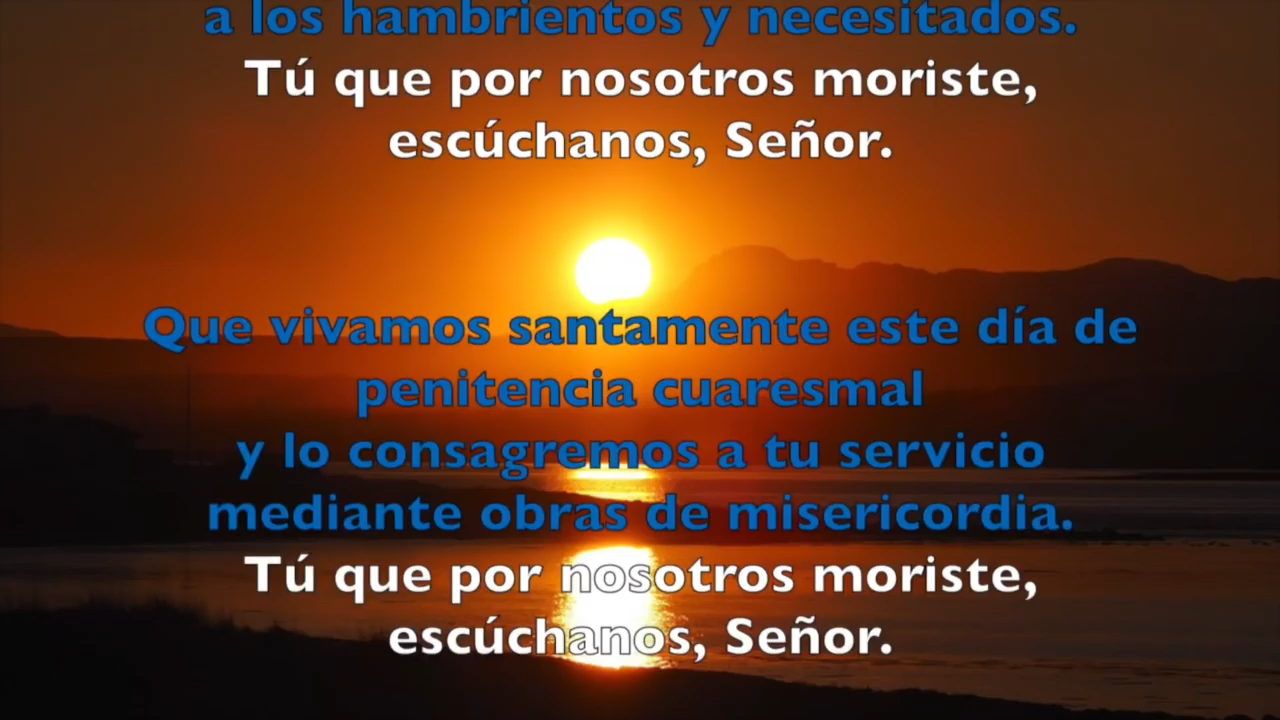 a los hambrientos y necesitados.
Tú que por nosotros moriste,
escúchanos, Señor.
Que vivamos santamente este día de
penitencia cuaresmal
y lo consagremos a tu servicio
mediante obras de misericordia.
Tú que por nosotros moriste,
escúchanos, Señor.